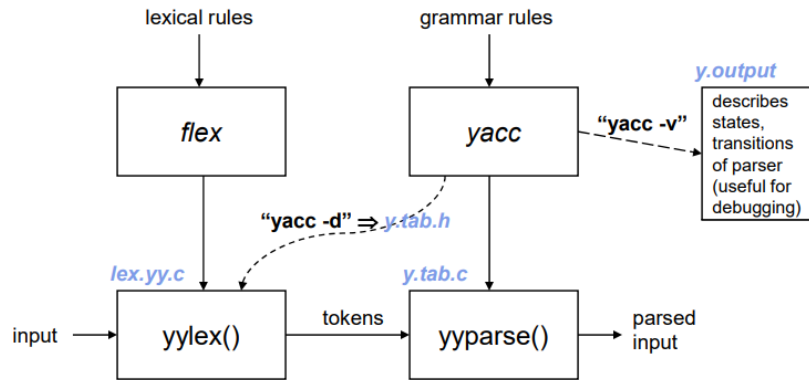 lexical rules
grammar rules
y.output
flex
yacc
"yacc -v"
describes
states,
transitions
of parser
(useful for
debugging)
"yacc -d" ⇒ y.tab.h
lex.yy.c
y.tab.c
input
yylex()
tokens
yyparse()
parsed
input